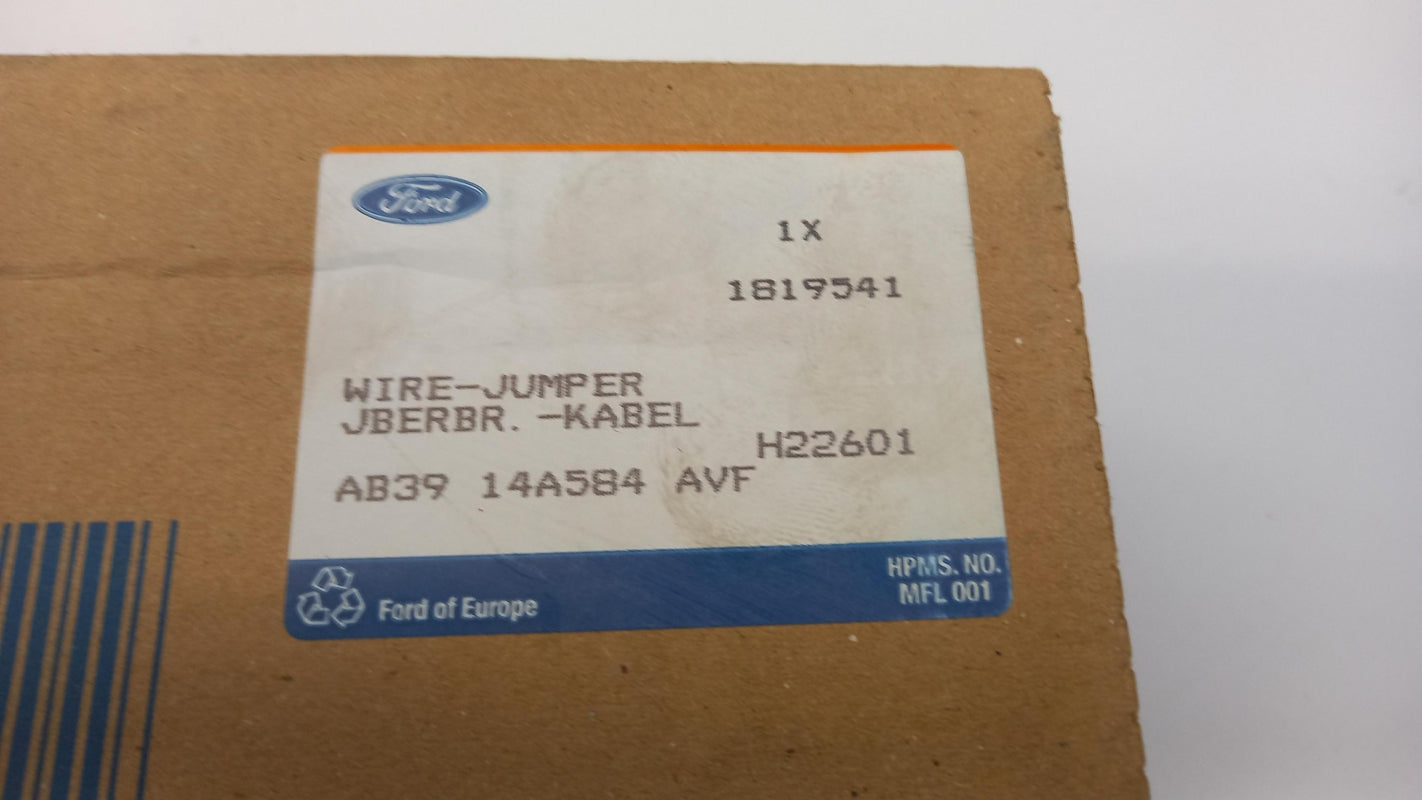 Ford
1X
1819541
WIRE-JUMPER
JBERBR. -KABEL
H22601
AB39 14A584 AVF
Ford of Europe
HPMS. NO.
MFL 001